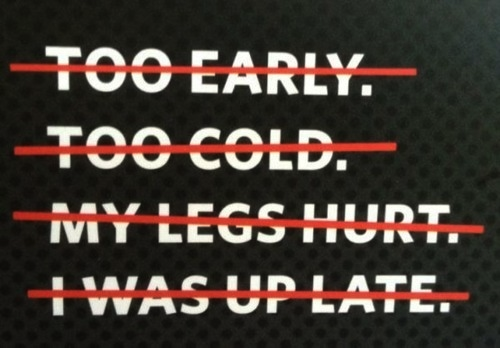 TOO EARLY.
TOO COLD.
MY LEGS HURT.
I WAS UP LATE.